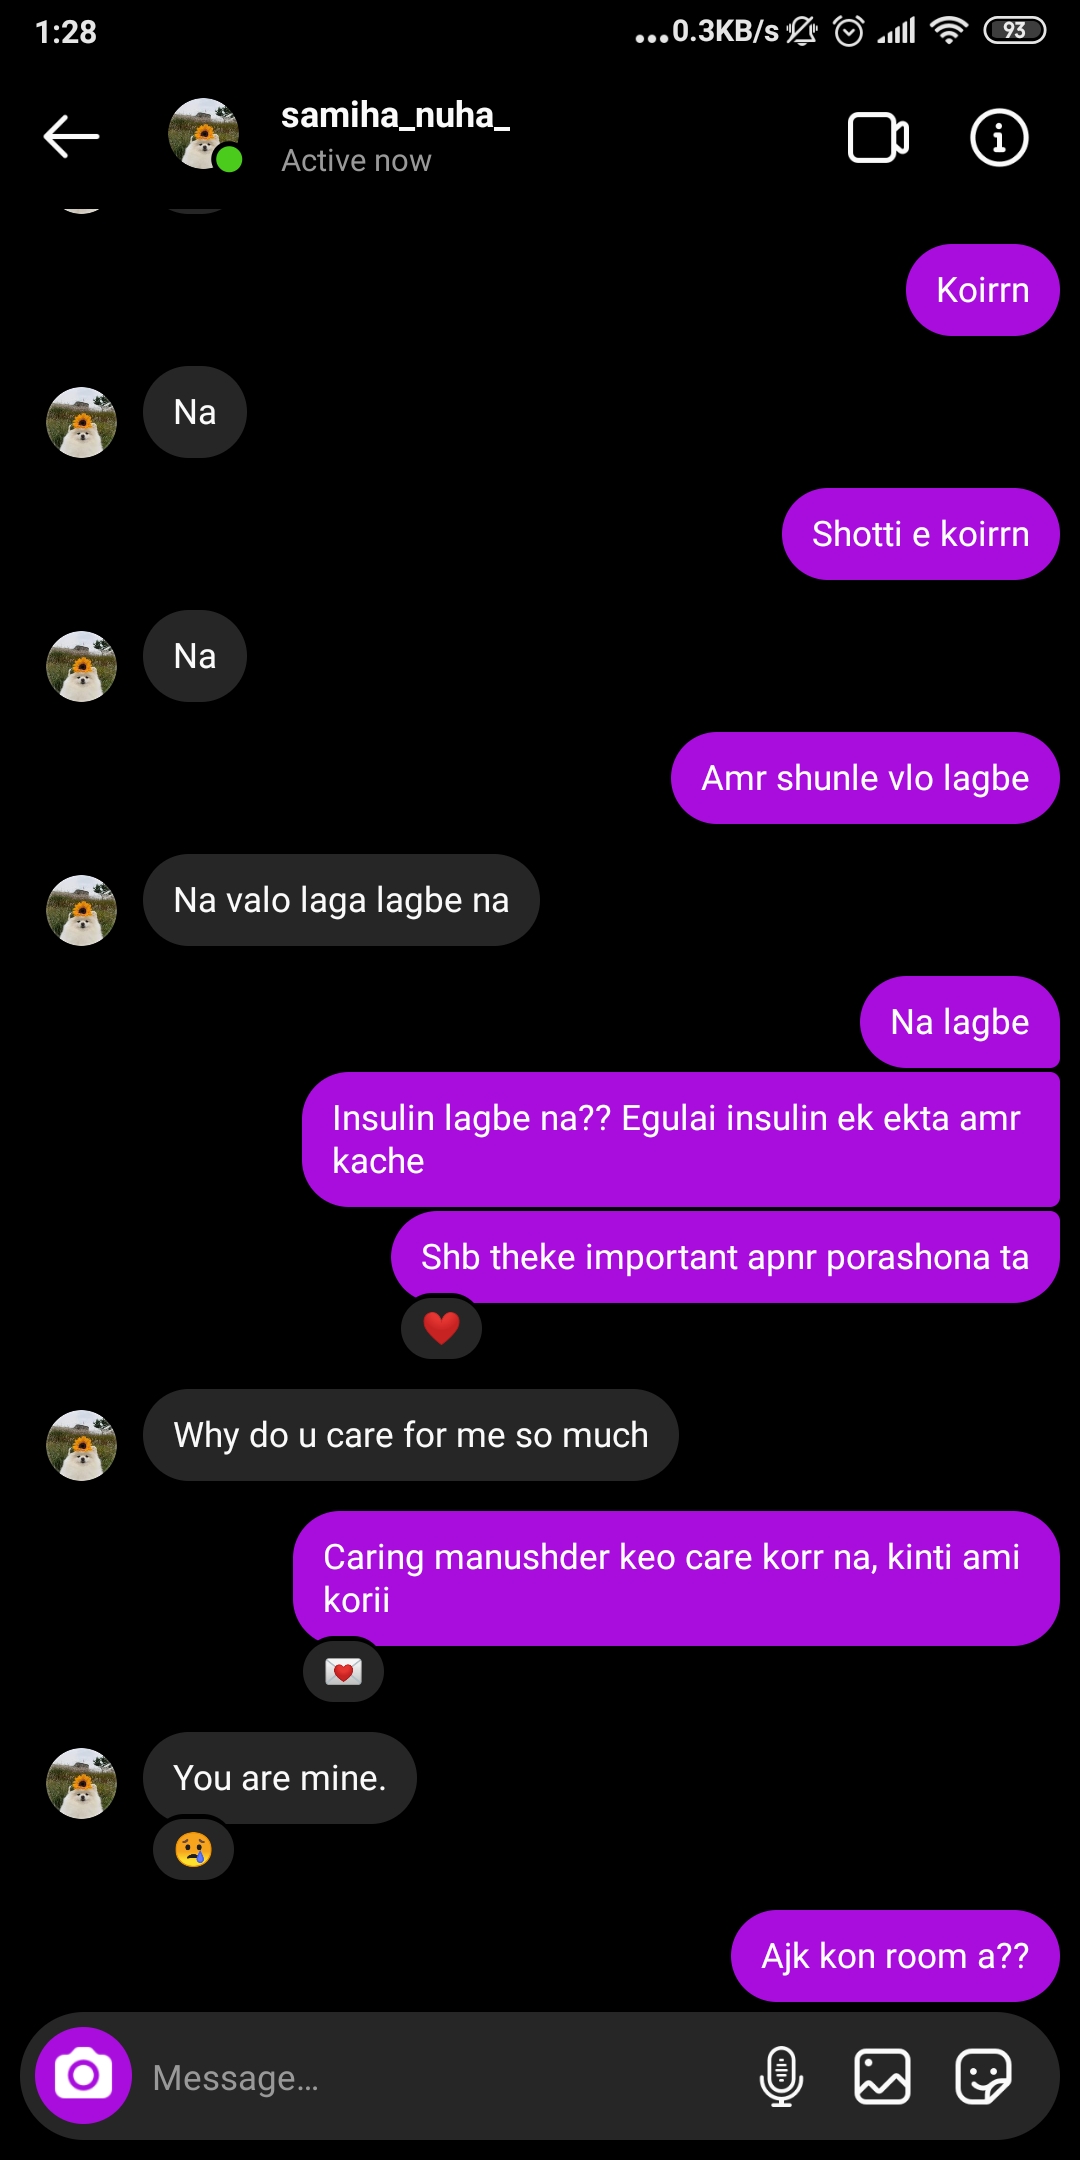 1:28
...0.3KB/s
93
samiha_nuha_
Active now
Koirrn
Na
Shotti e koirrn
Na
Amr shunle vlo lagbe
Na valo laga lagbe na
Na lagbe
Insulin lagbe na?? Egulai insulin ek ekta amr
kache
Shb theke important apnr porashona ta
Why do u care for me so much
Caring manushder keo care korr na, kinti ami
korii
You are mine.
Ajk kon room a??
Message...